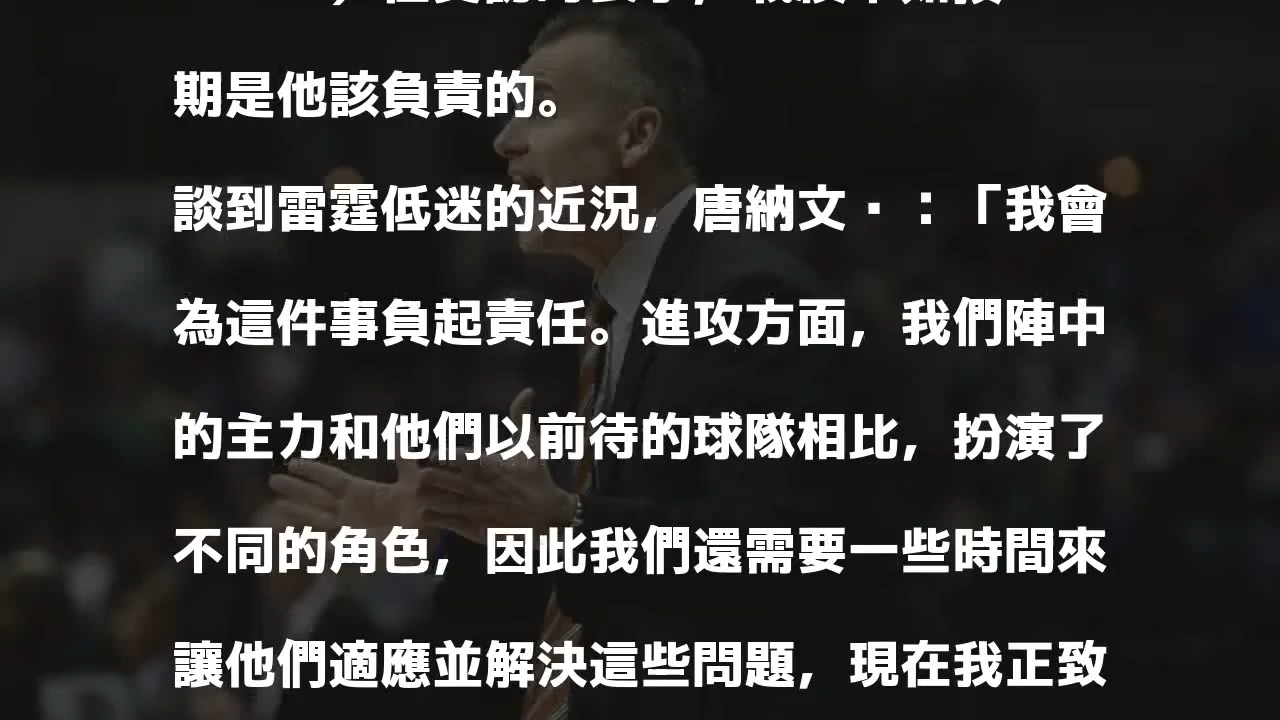 期是他該負責的。
談到雷霆低迷的近況，唐納文▪：「我會
為這件事負起責任。進攻方面，我們陣中
的主力和他們以前待的球隊相比，扮演了
不同的角色，因此我們還需要一些時間來
讓他們適應並解決這些問題，現在我正致